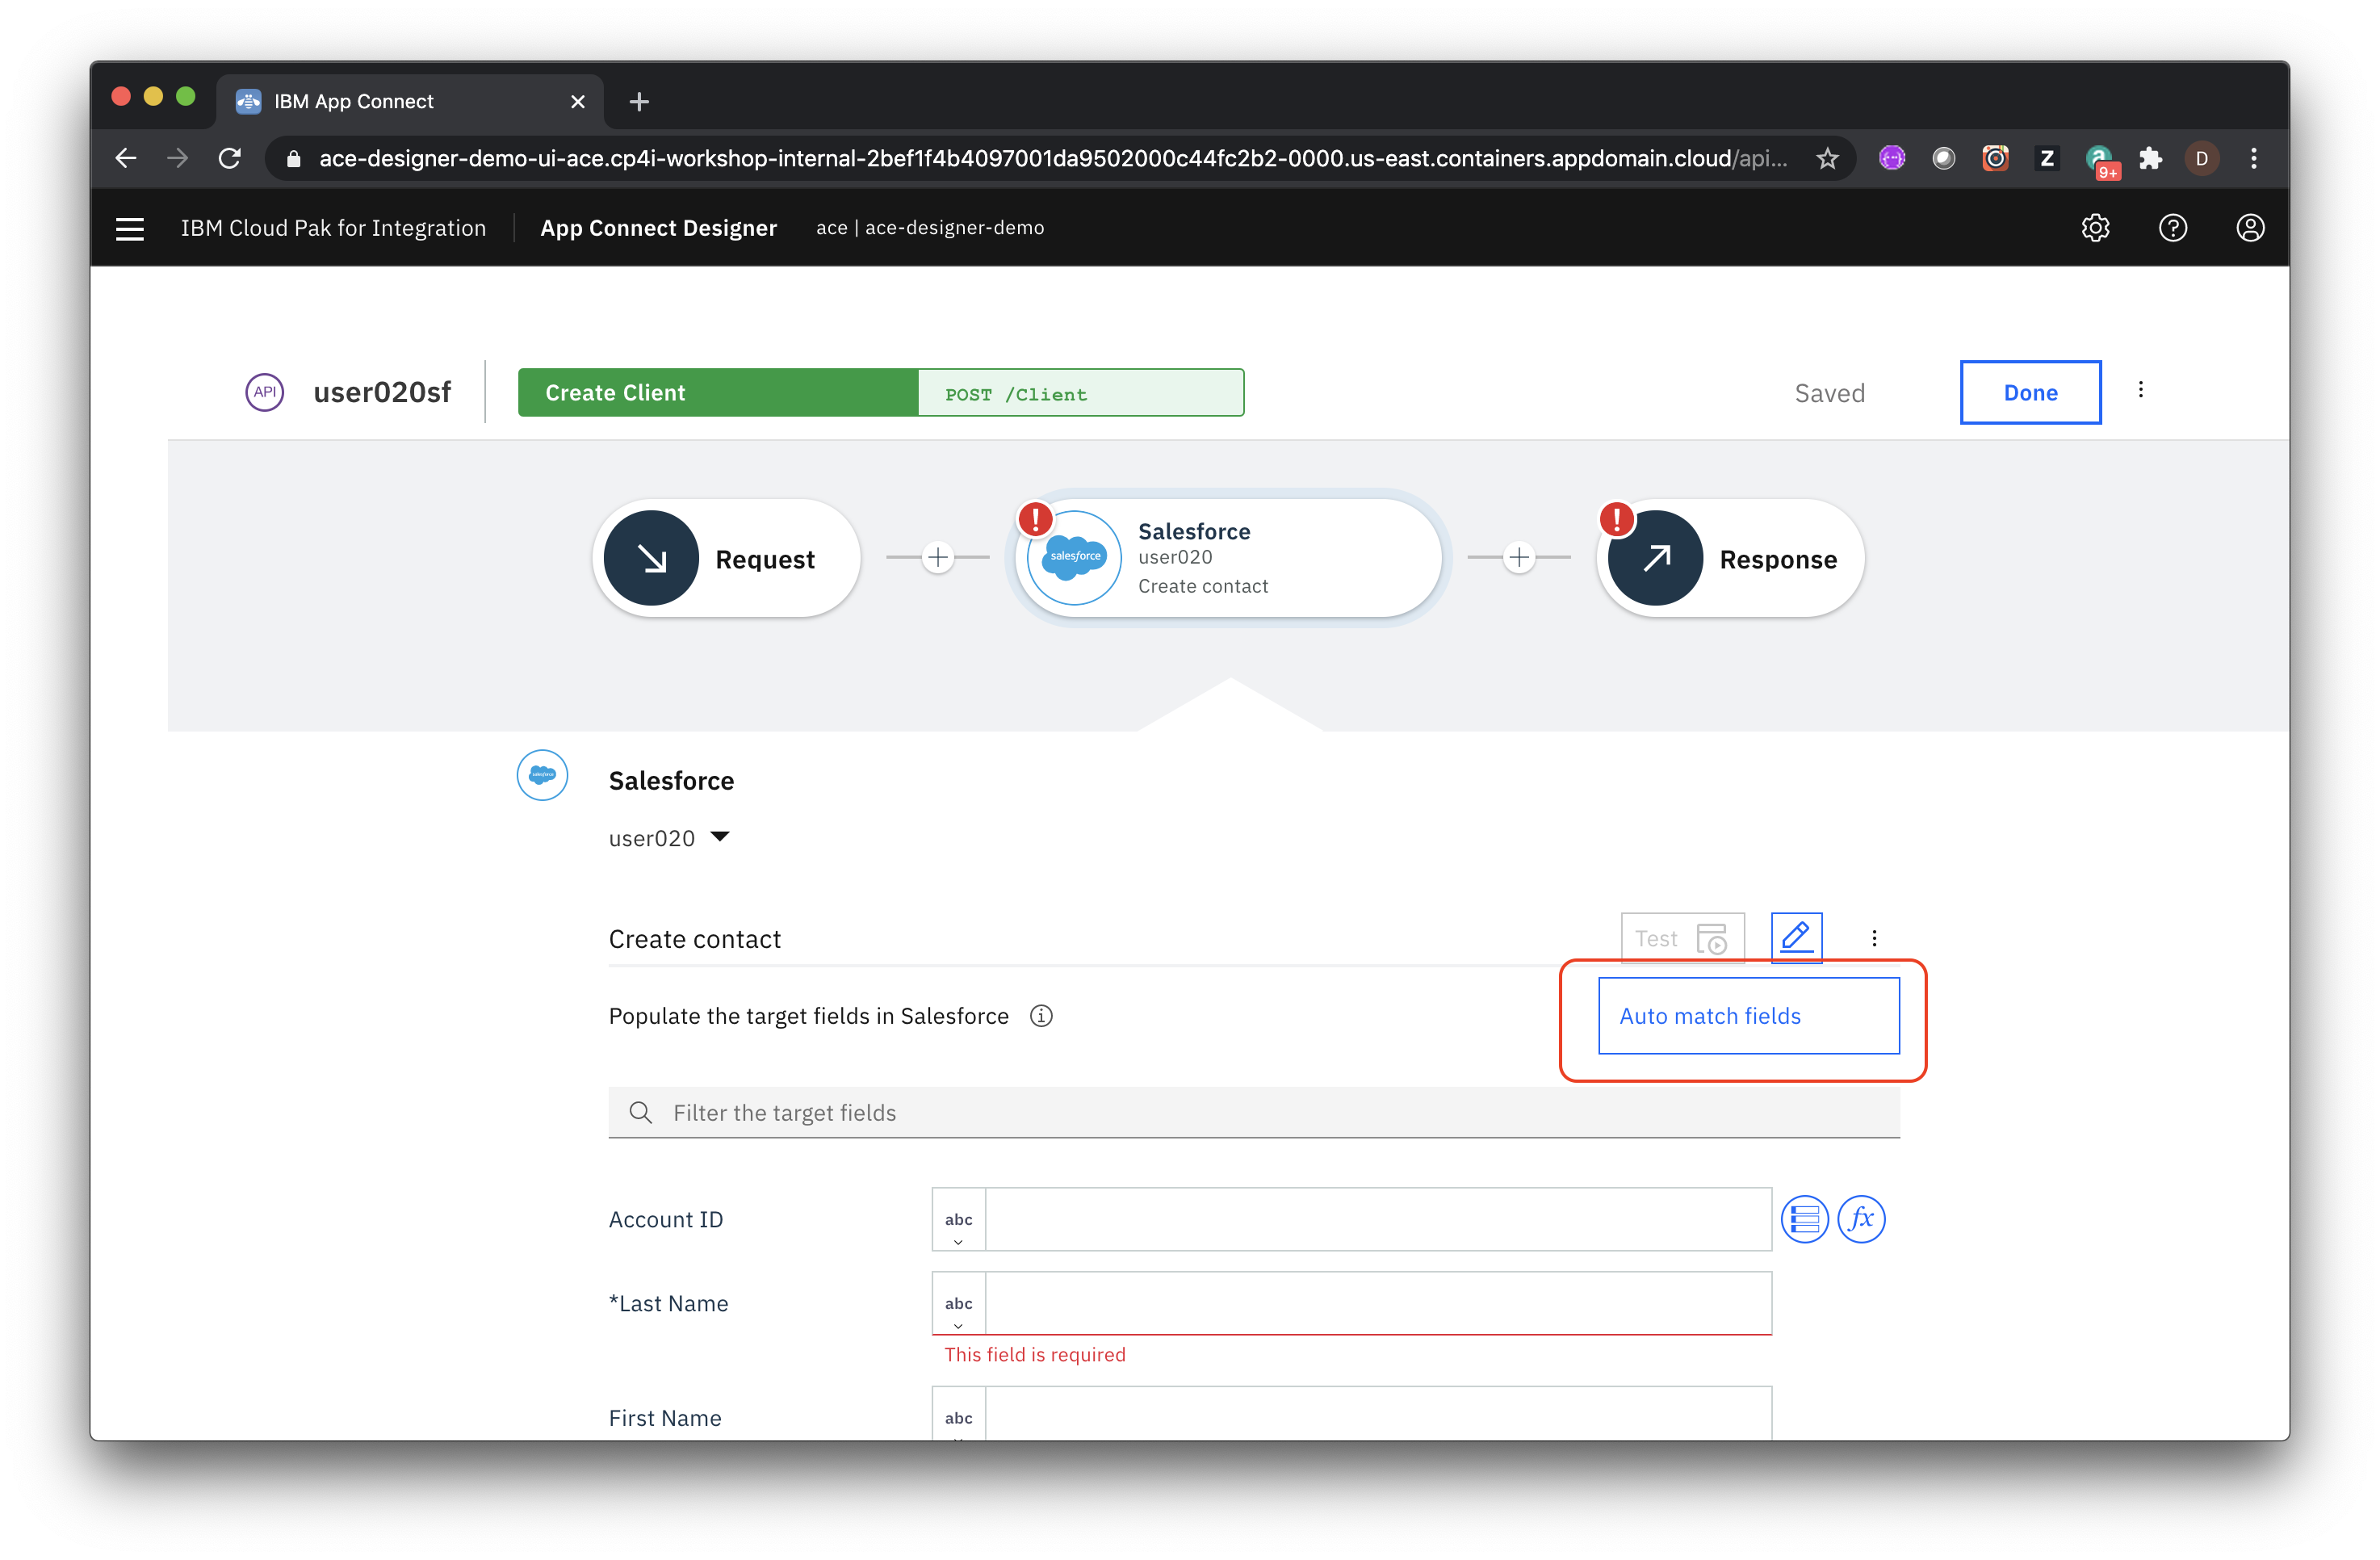 IBM App Connect
ace-designer-demo-ui-ace.cp4i-workshop-internal-2bef1f4b4097001da9502000c44fc2b2-0000.us-east.containers.appdomain.cloud/api...
Z
a
9+
D
IBM Cloud Pak for Integration
App Connect Designer
ace | ace-designer-demo
API
user020sf
Create Client
POST /Client
Saved
Done
Request
salesforce
Salesforce
user020
Create contact
Response
salesforce
Salesforce
user020
Create contact
Test
Populate the target fields in Salesforce
Auto match fields
Filter the target fields
Account ID
abc
fx
*Last Name
abc
This field is required
First Name
abc